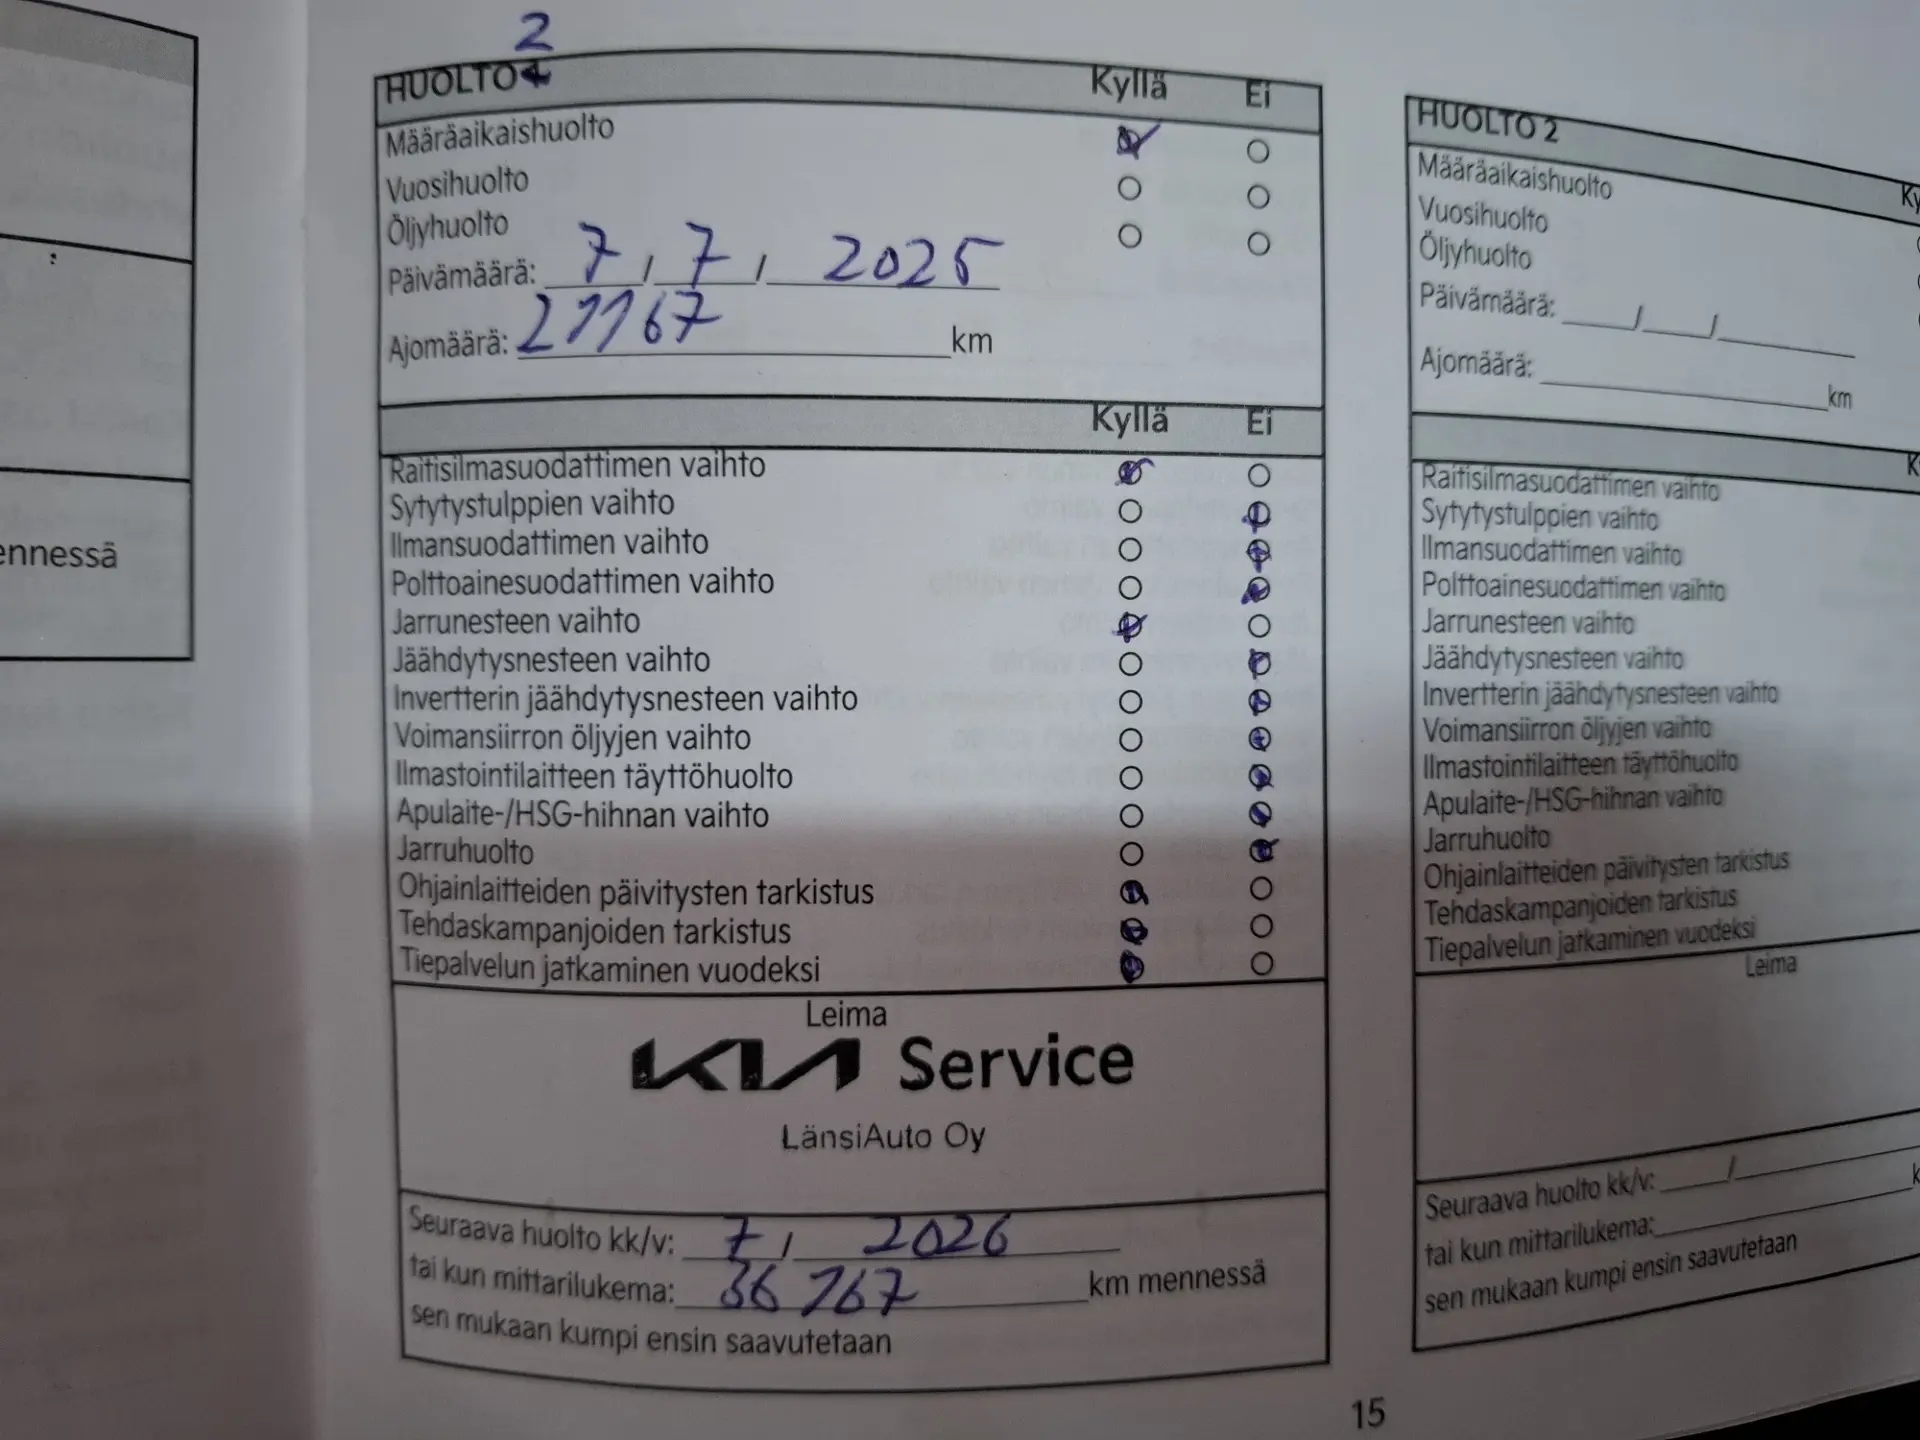 2
HUOLTO 1 Kyllä Ei
Määräaikaishuolto
Vuosihuolto
Öljyhuolto
Päivämäärä: 7 / 7 / 2025
Ajomäärä: 21167 km
Kyllä Ei
Raitisilmasuodattimen vaihto
Sytytystulppien vaihto
Ilmansuodattimen vaihto
Polttoainesuodattimen vaihto
Jarrunesteen vaihto
Jäähdytysnesteen vaihto
Invertterin jäähdytysnesteen vaihto
Voimansiirron öljyjen vaihto
Ilmastointilaitteen täyttöhuolto
Apulaite-/HSG-hihnan vaihto
Jarruhuolto
Ohjainlaitteiden päivitysten tarkistus
Tehdaskampanjoiden tarkistus
Tiepalvelun jatkaminen vuodeksi
Leima
KIA Service
LänsiAuto Oy
Seuraava huolto kk/v: 7 / 2026
tai kun mittarilukema: 36 167 km mennessä
sen mukaan kumpi ensin saavutetaan
15
HUOLTO 2
Määräaikaishuolto
Vuosihuolto
Öljyhuolto
Päivämäärä: / /
Ajomäärä: km
Raitisilmasuodattimen vaihto
Sytytystulppien vaihto
Ilmansuodattimen vaihto
Polttoainesuodattimen vaihto
Jarrunesteen vaihto
Jäähdytysnesteen vaihto
Invertterin jäähdytysnesteen vaihto
Voimansiirron öljyjen vaihto
Ilmastointilaitteen täyttöhuolto
Apulaite-/HSG-hihnan vaihto
Jarruhuolto
Ohjainlaitteiden päivitysten tarkistus
Tehdaskampanjoiden tarkistus
Tiepalvelun jatkaminen vuodeksi
Leima
Seuraava huolto kk/v: /
tai kun mittarilukema:
sen mukaan kumpi ensin saavutetaan